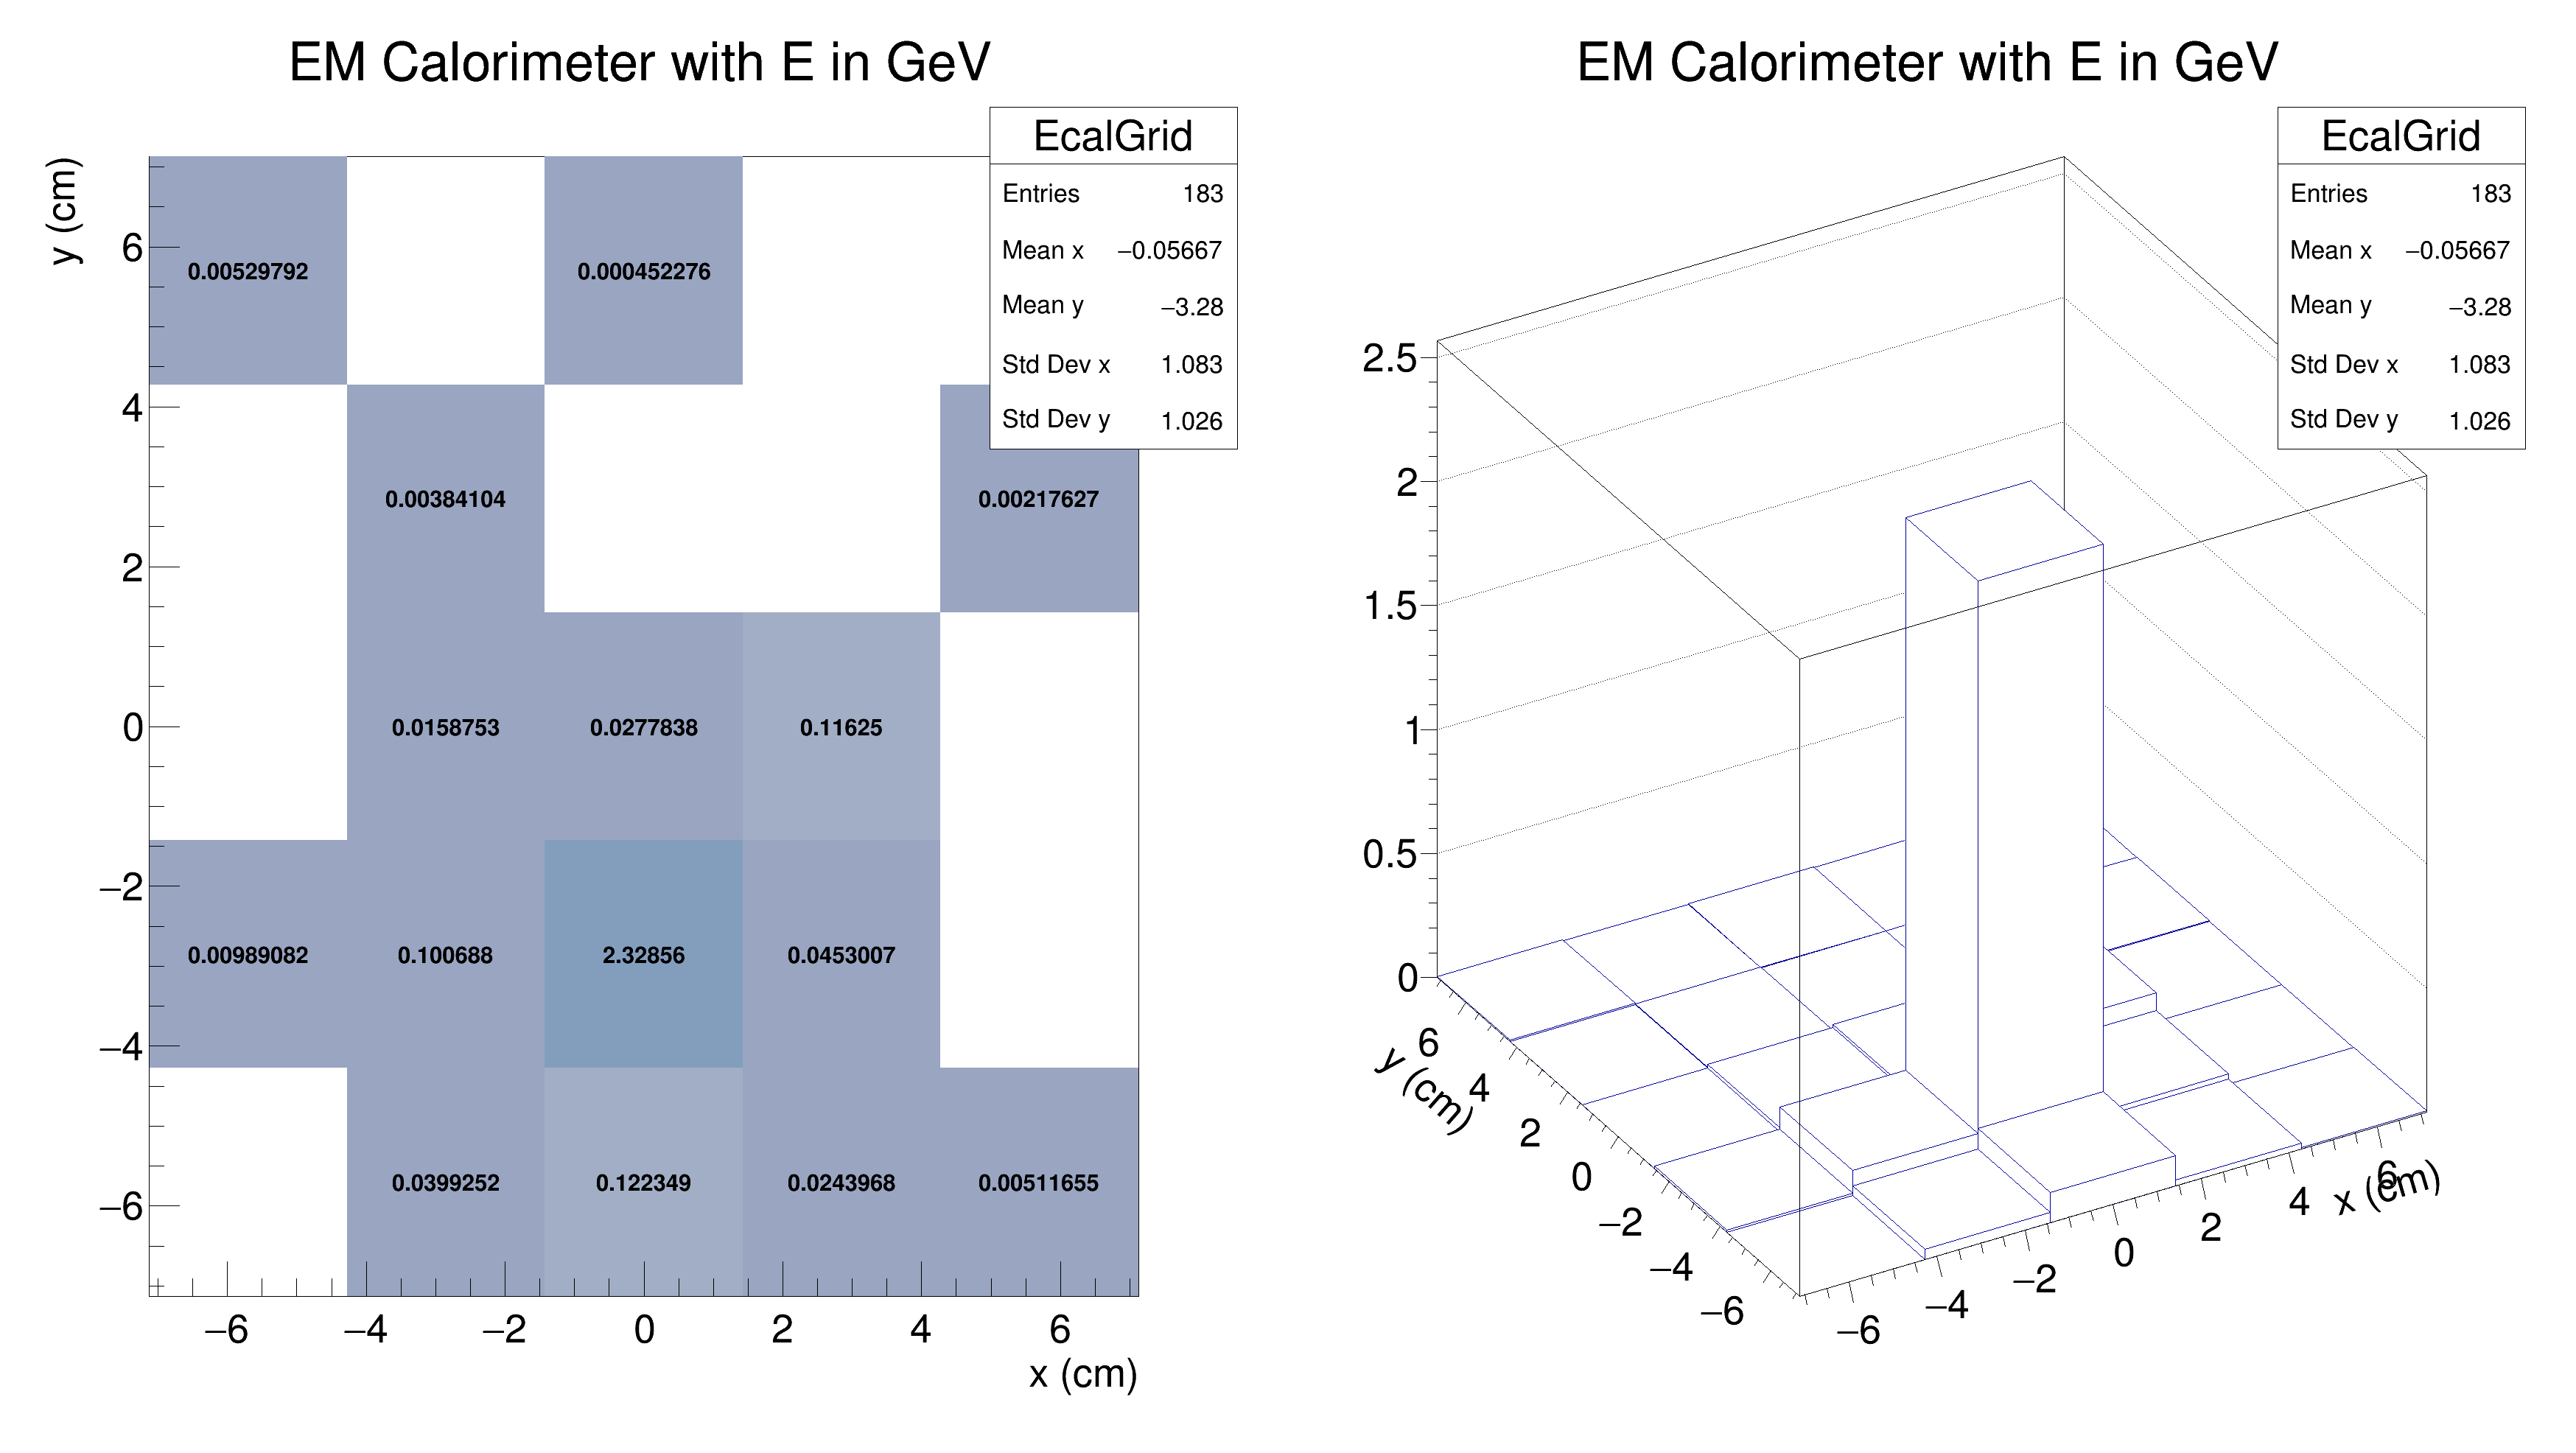 EM Calorimeter with E in GeV
EcalGrid
Entries 183
Mean x −0.05667
Mean y −3.28
Std Dev x 1.083
Std Dev y 1.026
y (cm)
6
4
2
0
−2
−4
−6
0.00529792 0.000452276
0.00384104 0.00217627
0.0158753 0.0277838 0.11625
0.00989082 0.100688 2.32856 0.0453007
0.0399252 0.122349 0.0243968 0.00511655
−6 −4 −2 0 2 4 6
x (cm)
EM Calorimeter with E in GeV
EcalGrid
Entries 183
Mean x −0.05667
Mean y −3.28
Std Dev x 1.083
Std Dev y 1.026
2.5
2
1.5
1
0.5
0
y (cm)
6
4
2
0
−2
−4
−6
−6
−4
−2
0
2
4
6
x (cm)